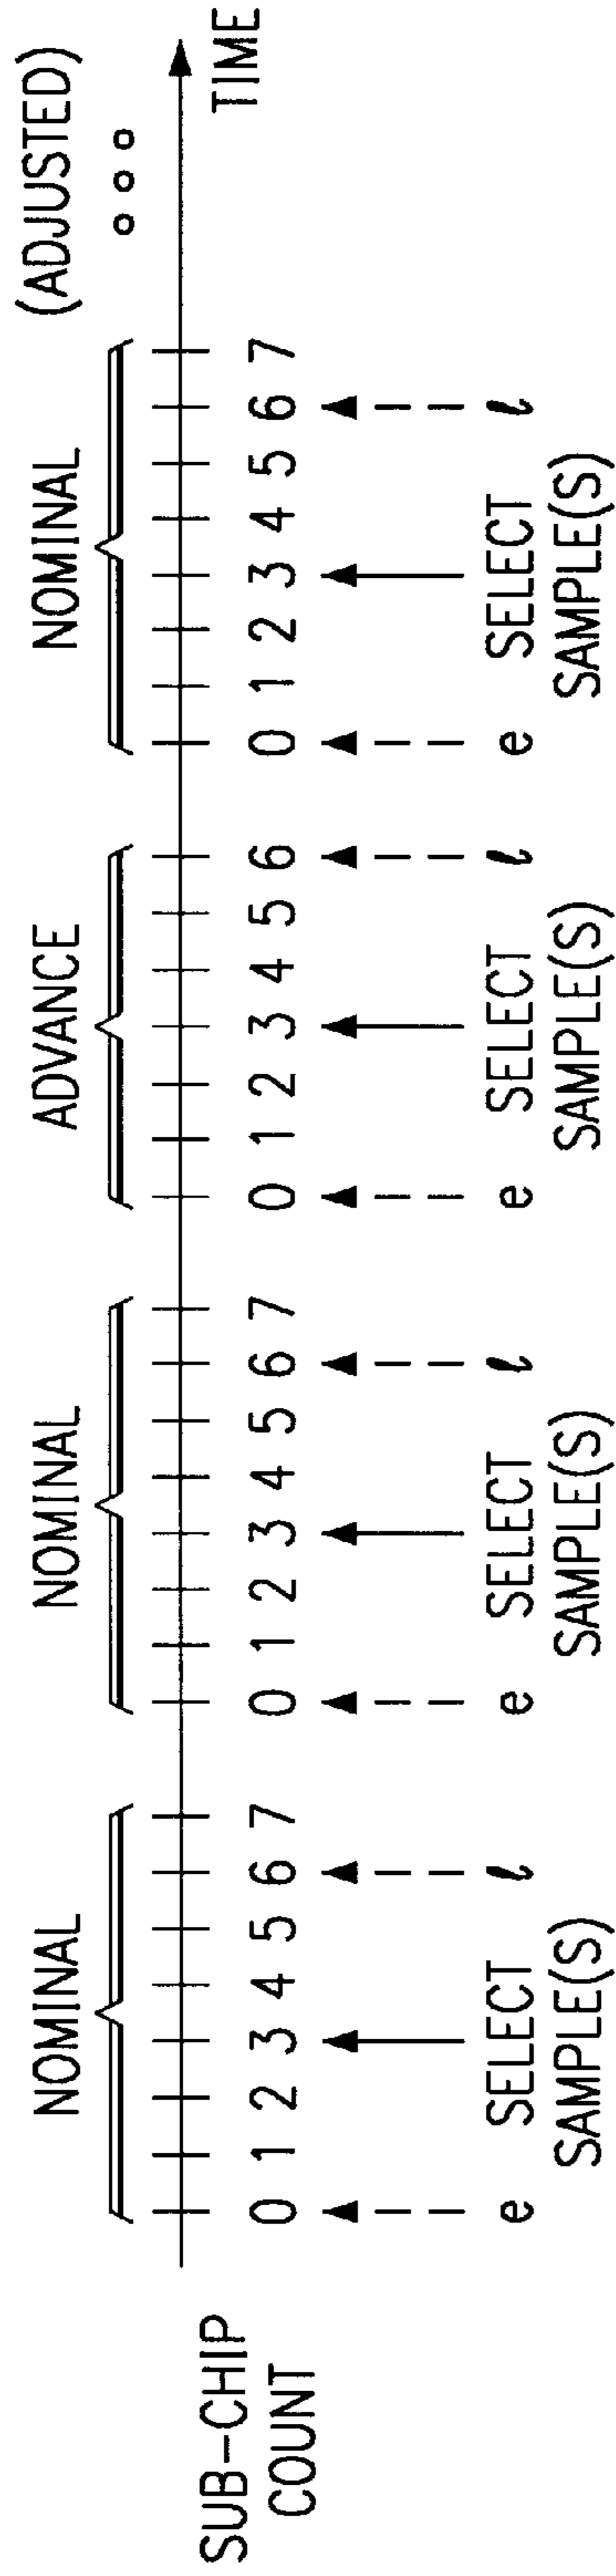 NOMINAL NOMINAL ADVANCE NOMINAL (ADJUSTED)
SUB-CHIP
COUNT
TIME
0 1 2 3 4 5 6 7 0 1 2 3 4 5 6 7 0 1 2 3 4 5 6 0 1 2 3 4 5 6 7
e SELECT ℓ e SELECT ℓ e SELECT ℓ e SELECT ℓ
SAMPLE(S) SAMPLE(S) SAMPLE(S) SAMPLE(S)